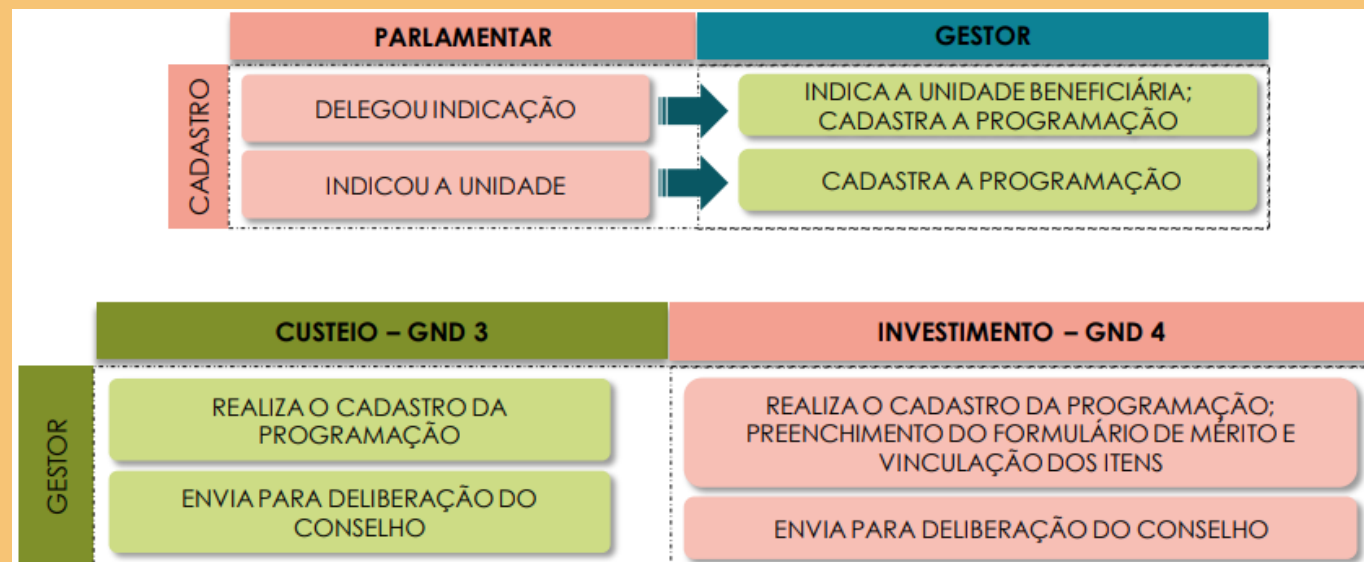 PARLAMENTAR
GESTOR
CADASTRO
DELEGOU INDICAÇÃO
INDICA A UNIDADE BENEFICIÁRIA;
CADASTRA A PROGRAMAÇÃO
INDICOU A UNIDADE
CADASTRA A PROGRAMAÇÃO
CUSTEIO – GND 3
INVESTIMENTO – GND 4
GESTOR
REALIZA O CADASTRO DA
PROGRAMAÇÃO
REALIZA O CADASTRO DA PROGRAMAÇÃO;
PREENCHIMENTO DO FORMULÁRIO DE MÉRITO E
VINCULAÇÃO DOS ITENS
ENVIA PARA DELIBERAÇÃO DO
CONSELHO
ENVIA PARA DELIBERAÇÃO DO CONSELHO